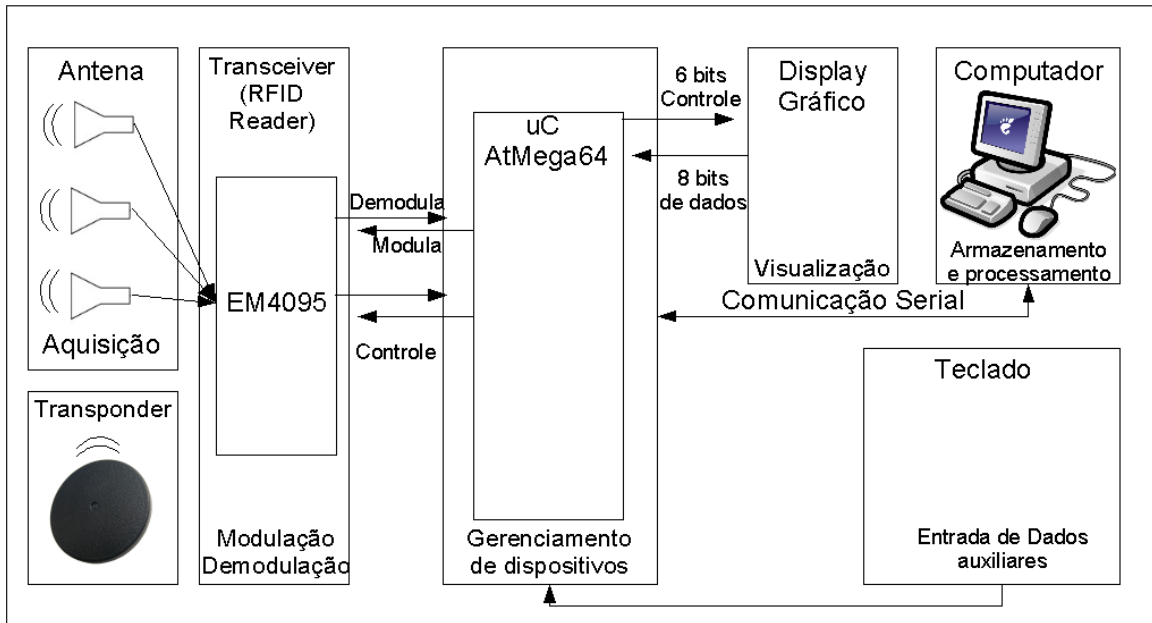 Antena
Aquisição
Transponder
Transceiver
(RFID
Reader)
EM4095
Modulação
Demodulação
Demodula
Modula
Controle
uC
AtMega64
Gerenciamento
de dispositivos
6 bits
Controle
8 bits
de dados
Display
Gráfico
Visualização
Computador
Armazenamento
e processamento
Comunicação Serial
Teclado
Entrada de Dados
auxiliares